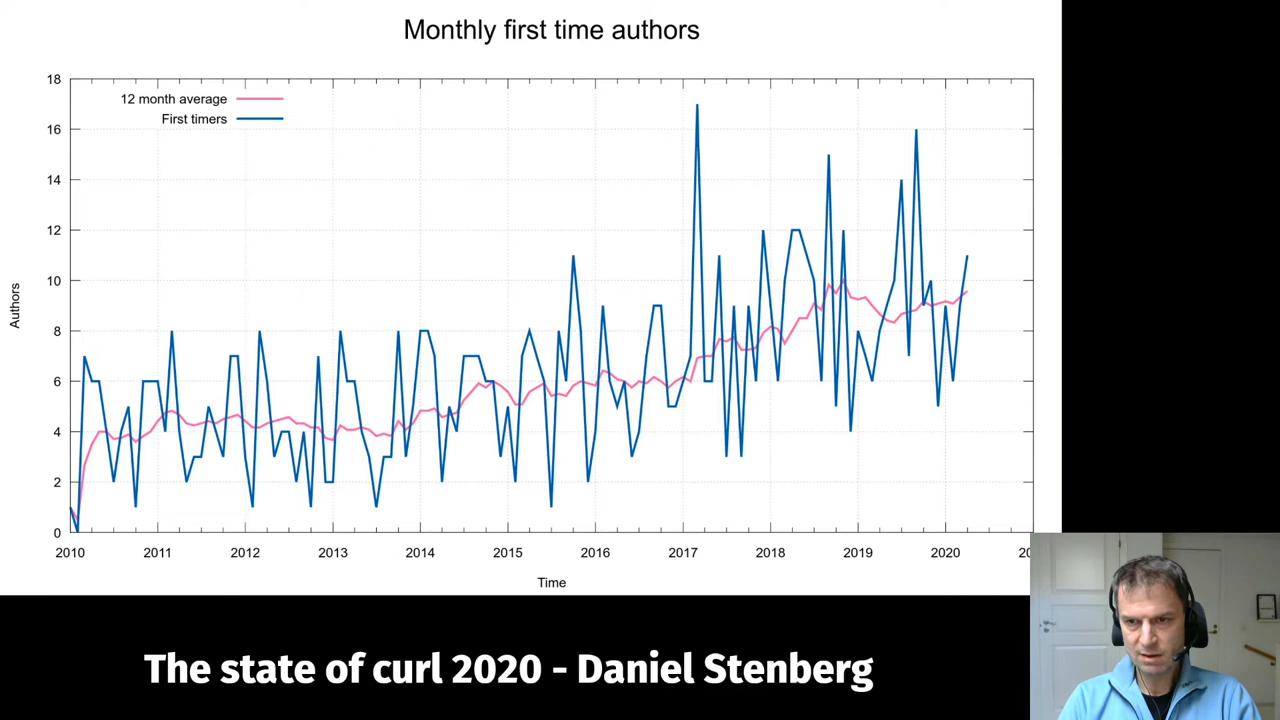 Monthly first time authors
12 month average
First timers
18
16
14
12
10
8
6
4
2
0
Authors
2010 2011 2012 2013 2014 2015 2016 2017 2018 2019 2020 20
Time
The state of curl 2020 - Daniel Stenberg